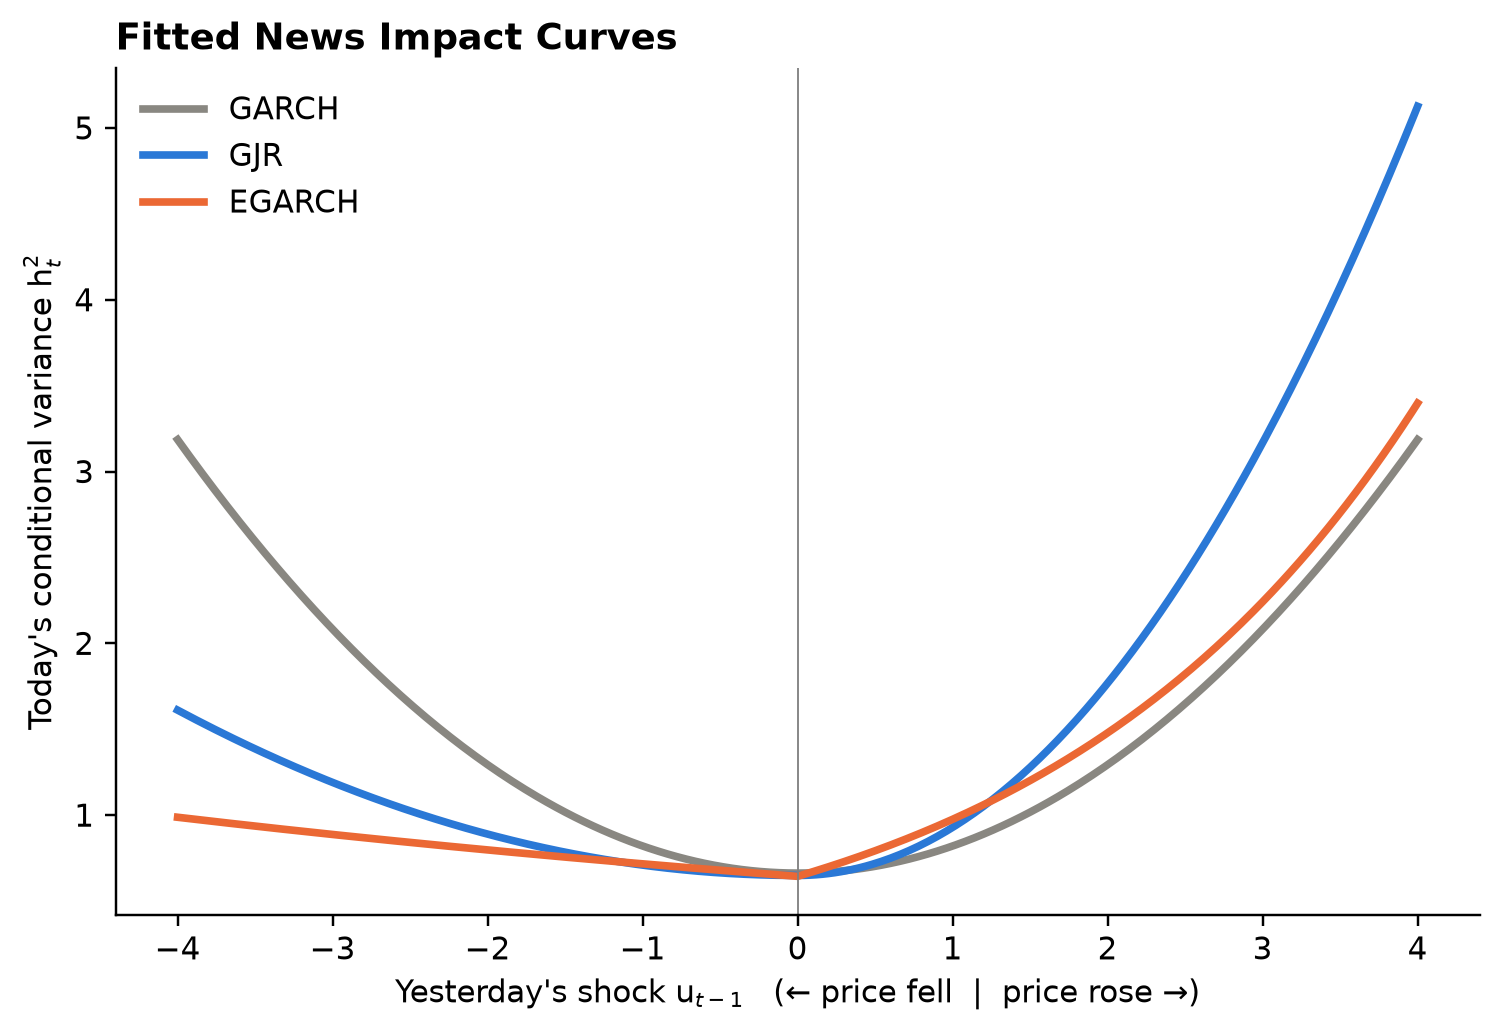 Fitted News Impact Curves
GARCH
GJR
EGARCH
Today's conditional variance h²ₜ
5
4
3
2
1
−4 −3 −2 −1 0 1 2 3 4
Yesterday's shock uₜ₋₁ (← price fell | price rose →)